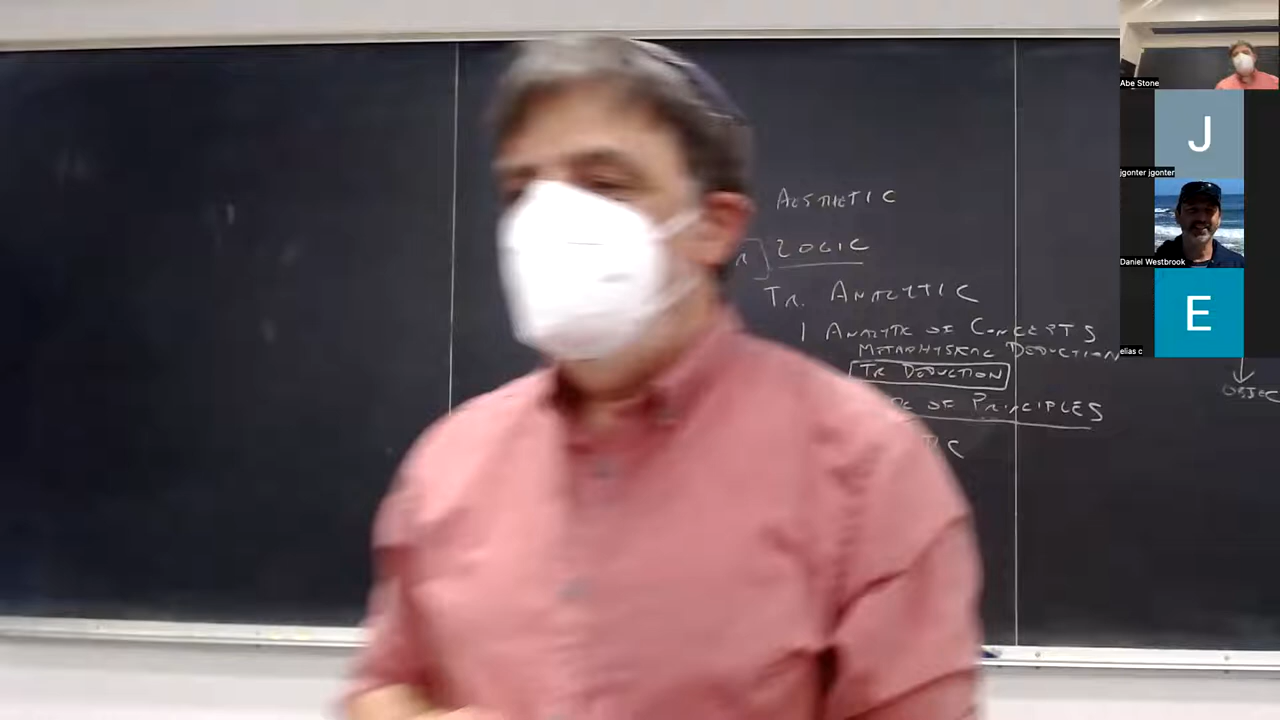 AESTHETIC
LOGIC
TR. ANALYTIC
1 ANALYTIC OF CONCEPTS
METAPHYSICAL DEDUCTION
TR DEDUCTION
OF PRINCIPLES
OBJEC
Abe Stone
J
jgonter jgonter
Daniel Westbrook
E
elias c